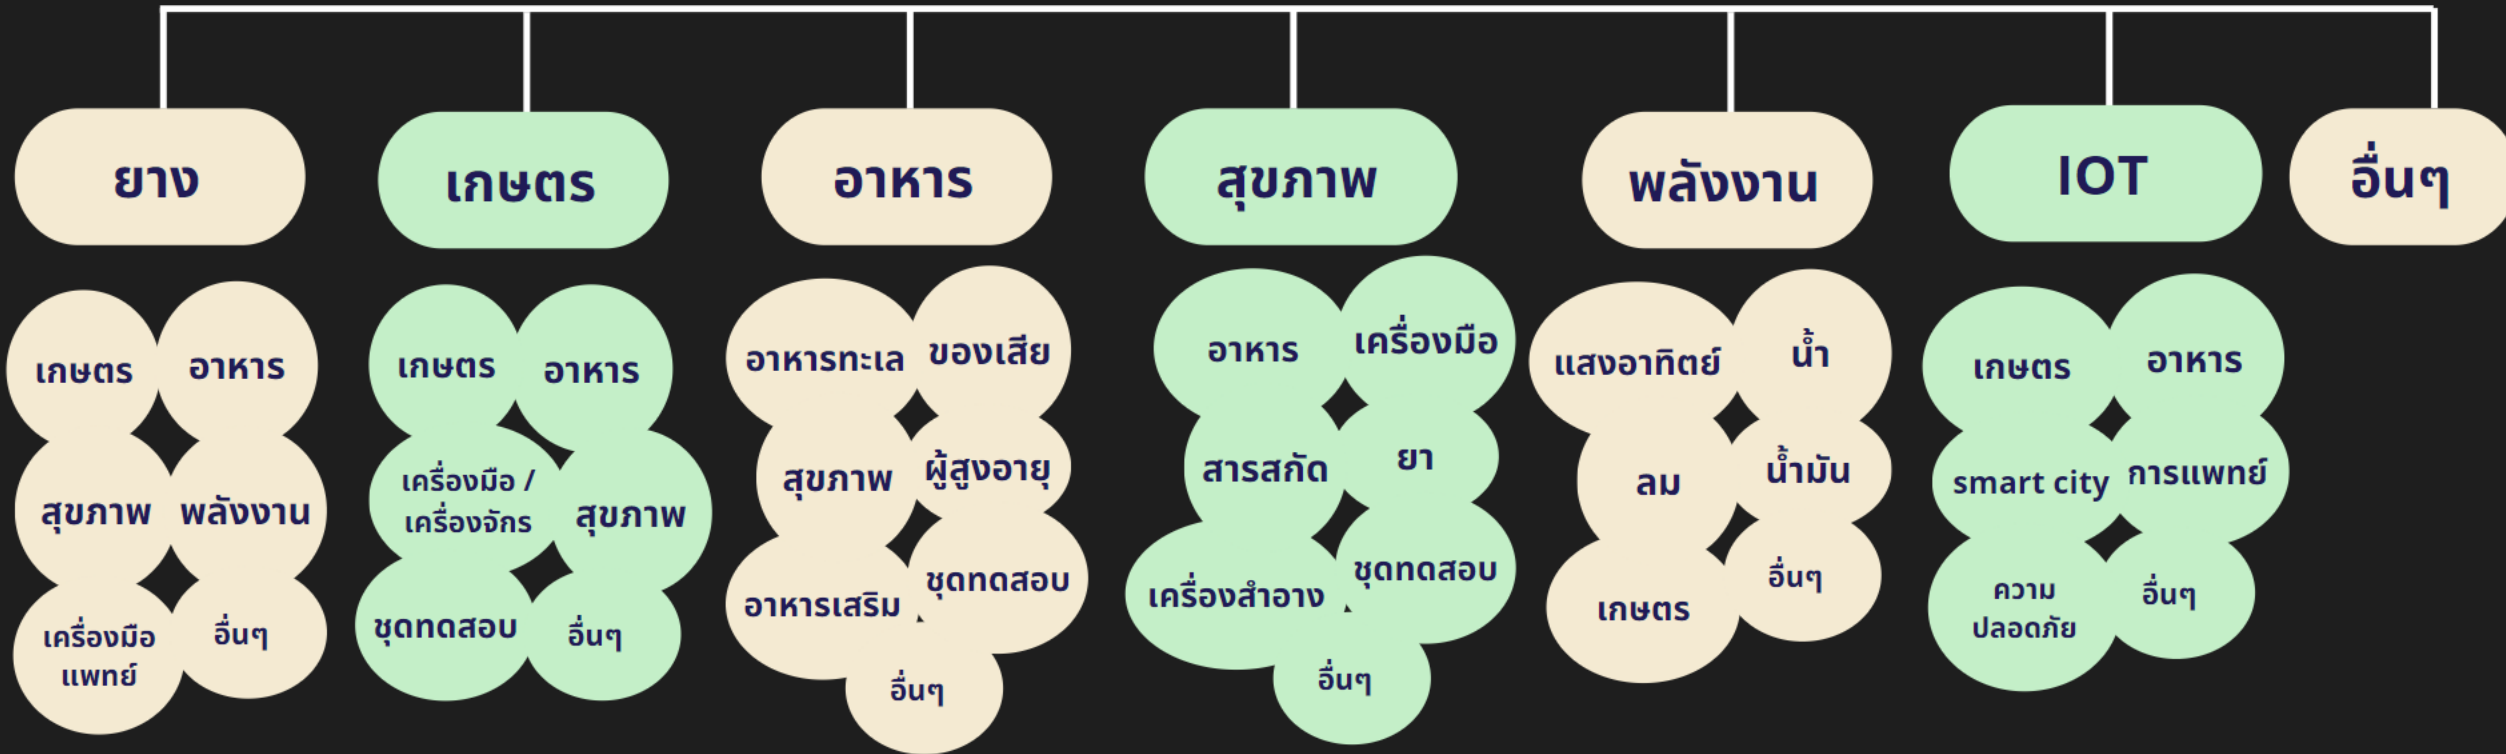 ยาง
เกษตร
อาหาร
สุขภาพ
พลังงาน
IOT
อื่นๆ
เกษตร
อาหาร
สุขภาพ
พลังงาน
เครื่องมือ
แพทย์
อื่นๆ
เกษตร
อาหาร
เครื่องมือ /
เครื่องจักร
สุขภาพ
ชุดทดสอบ
อื่นๆ
อาหารทะเล
ของเสีย
สุขภาพ
ผู้สูงอายุ
อาหารเสริม
ชุดทดสอบ
อื่นๆ
อาหาร
เครื่องมือ
สารสกัด
ยา
เครื่องสำอาง
ชุดทดสอบ
อื่นๆ
แสงอาทิตย์
น้ำ
ลม
น้ำมัน
เกษตร
อื่นๆ
เกษตร
อาหาร
smart city
การแพทย์
ความ
ปลอดภัย
อื่นๆ